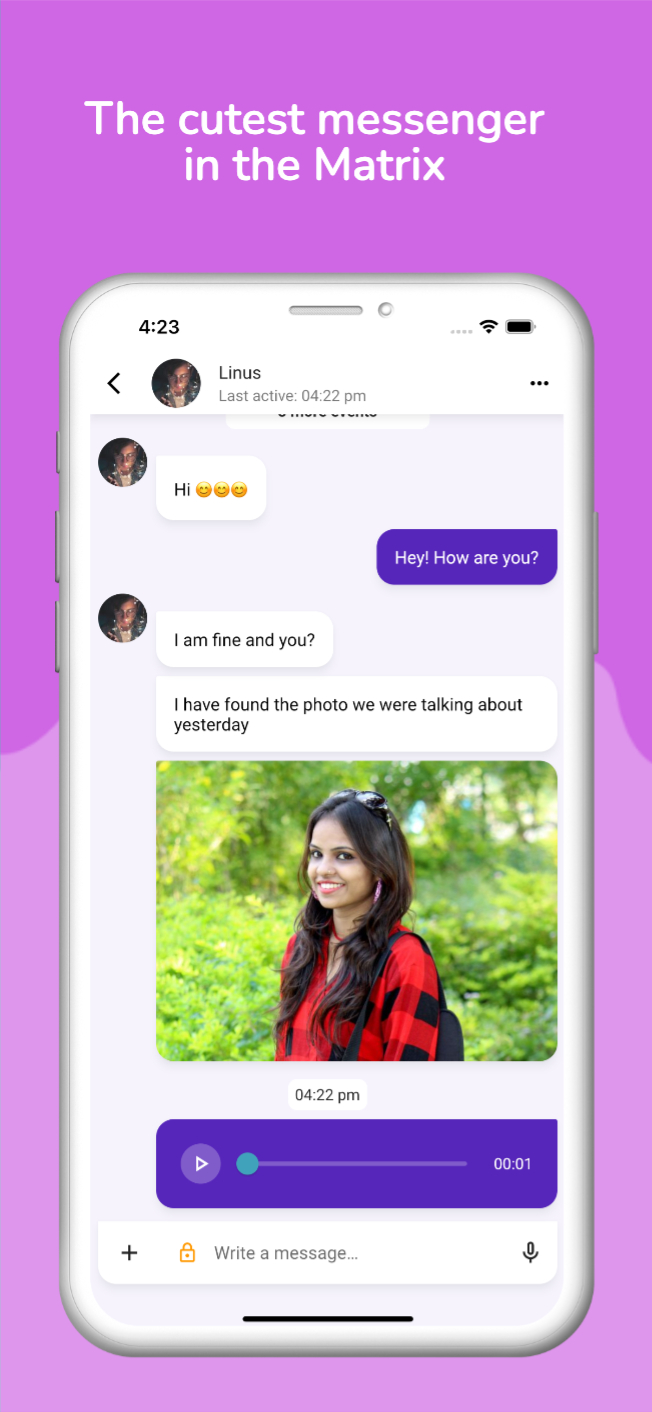 The cutest messenger
in the Matrix
4:23
Linus
Last active: 04:22 pm
more events
Hi 😊😊😊
Hey! How are you?
I am fine and you?
I have found the photo we were talking about
yesterday
04:22 pm
00:01
Write a message...